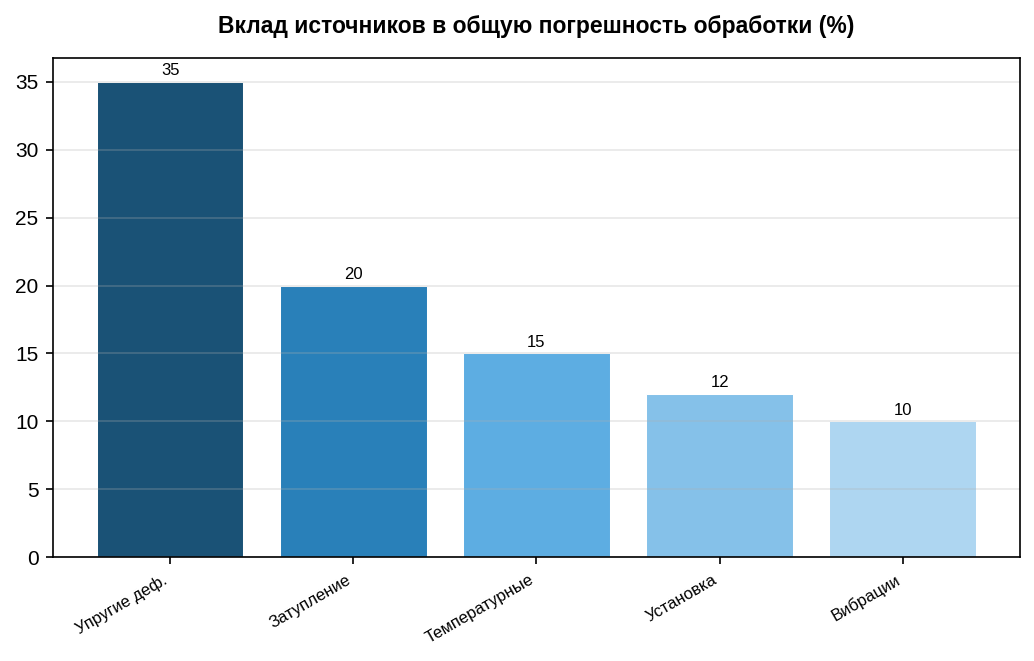 Вклад источников в общую погрешность обработки (%)
35
30
25
20
15
10
5
0
35
20
15
12
10
Упругие деф.
Затупление
Температурные
Установка
Вибрации